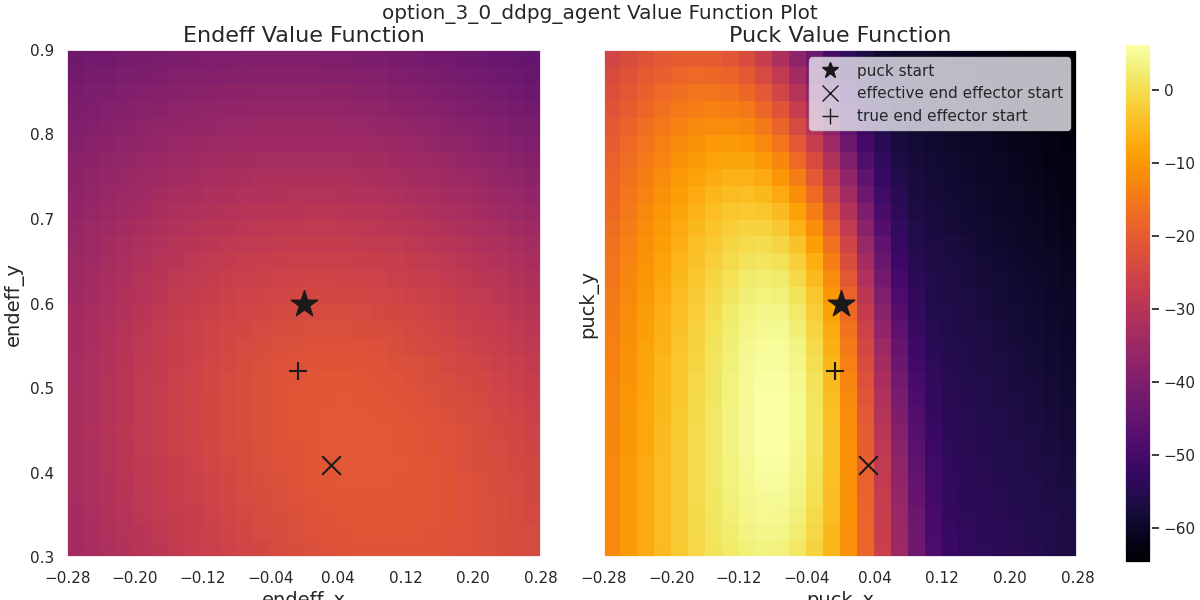 option_3_0_ddpg_agent Value Function Plot
Endeff Value Function
Puck Value Function
puck start
effective end effector start
true end effector start
endeff_y
0.9
0.8
0.7
0.6
0.5
0.4
0.3
−0.28 −0.20 −0.12 −0.04 0.04 0.12 0.20 0.28
endeff_x
puck_y
−0.28 −0.20 −0.12 −0.04 0.04 0.12 0.20 0.28
puck_x
0
−10
−20
−30
−40
−50
−60